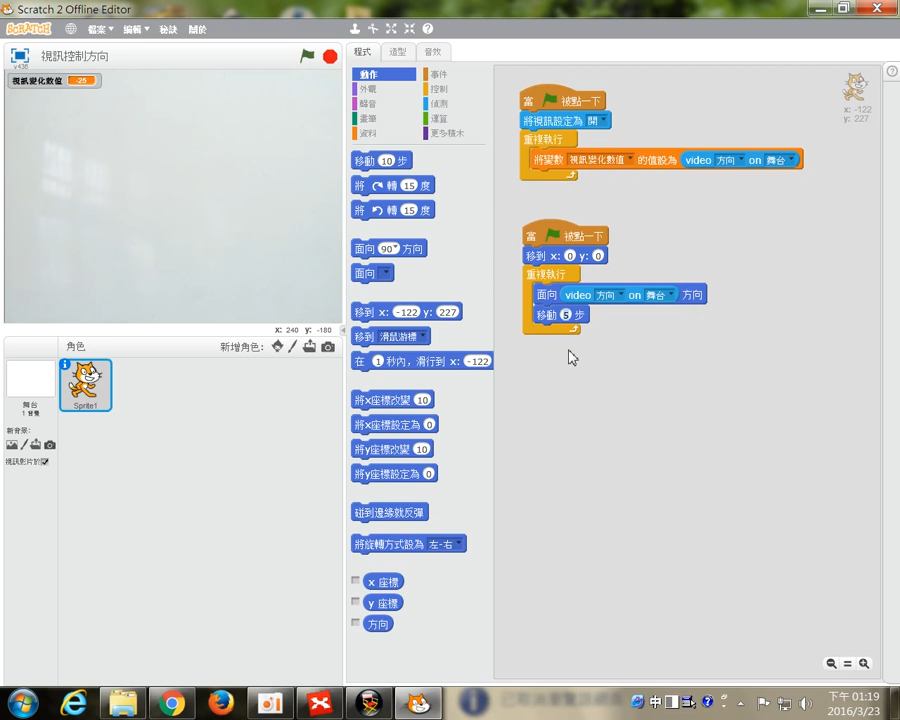 Scratch 2 Offline Editor
SCRATCH 檔案 編輯 秘訣 關於
v436 視訊控制方向
視訊變化數值 -25
x: 240 y: -180
角色 新增角色:
舞台
1 背景
Sprite1
新背景:
視訊影片於
程式 造型 音效
動作 事件
外觀 控制
聲音 偵測
畫筆 運算
資料 更多積木
移動 10 步
將 轉 15 度
將 轉 15 度
面向 90 方向
面向
移到 x: -122 y: 227
移到 滑鼠游標
在 1 秒內,滑行到 x: -122
將x座標改變 10
將x座標設定為 0
將y座標改變 10
將y座標設定為 0
碰到邊緣就反彈
將旋轉方式設為 左-右
x 座標
y 座標
方向
當 被點一下
將視訊設定為 開
重複執行
將變數 視訊變化數值 的值設為 video 方向 on 舞台
x: -122
y: 227
當 被點一下
移到 x: 0 y: 0
重複執行
面向 video 方向 on 舞台 方向
移動 5 步
中
下午 01:19
2016/3/23